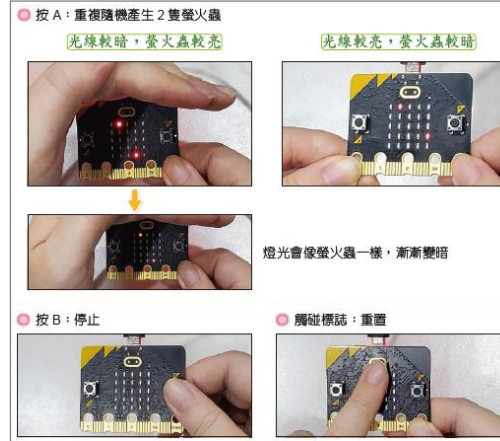 按 A：重複隨機產生 2 隻螢火蟲
光線較暗，螢火蟲較亮
光線較亮，螢火蟲較暗
燈光會像螢火蟲一樣，漸漸變暗
按 B：停止
觸碰標誌：重置